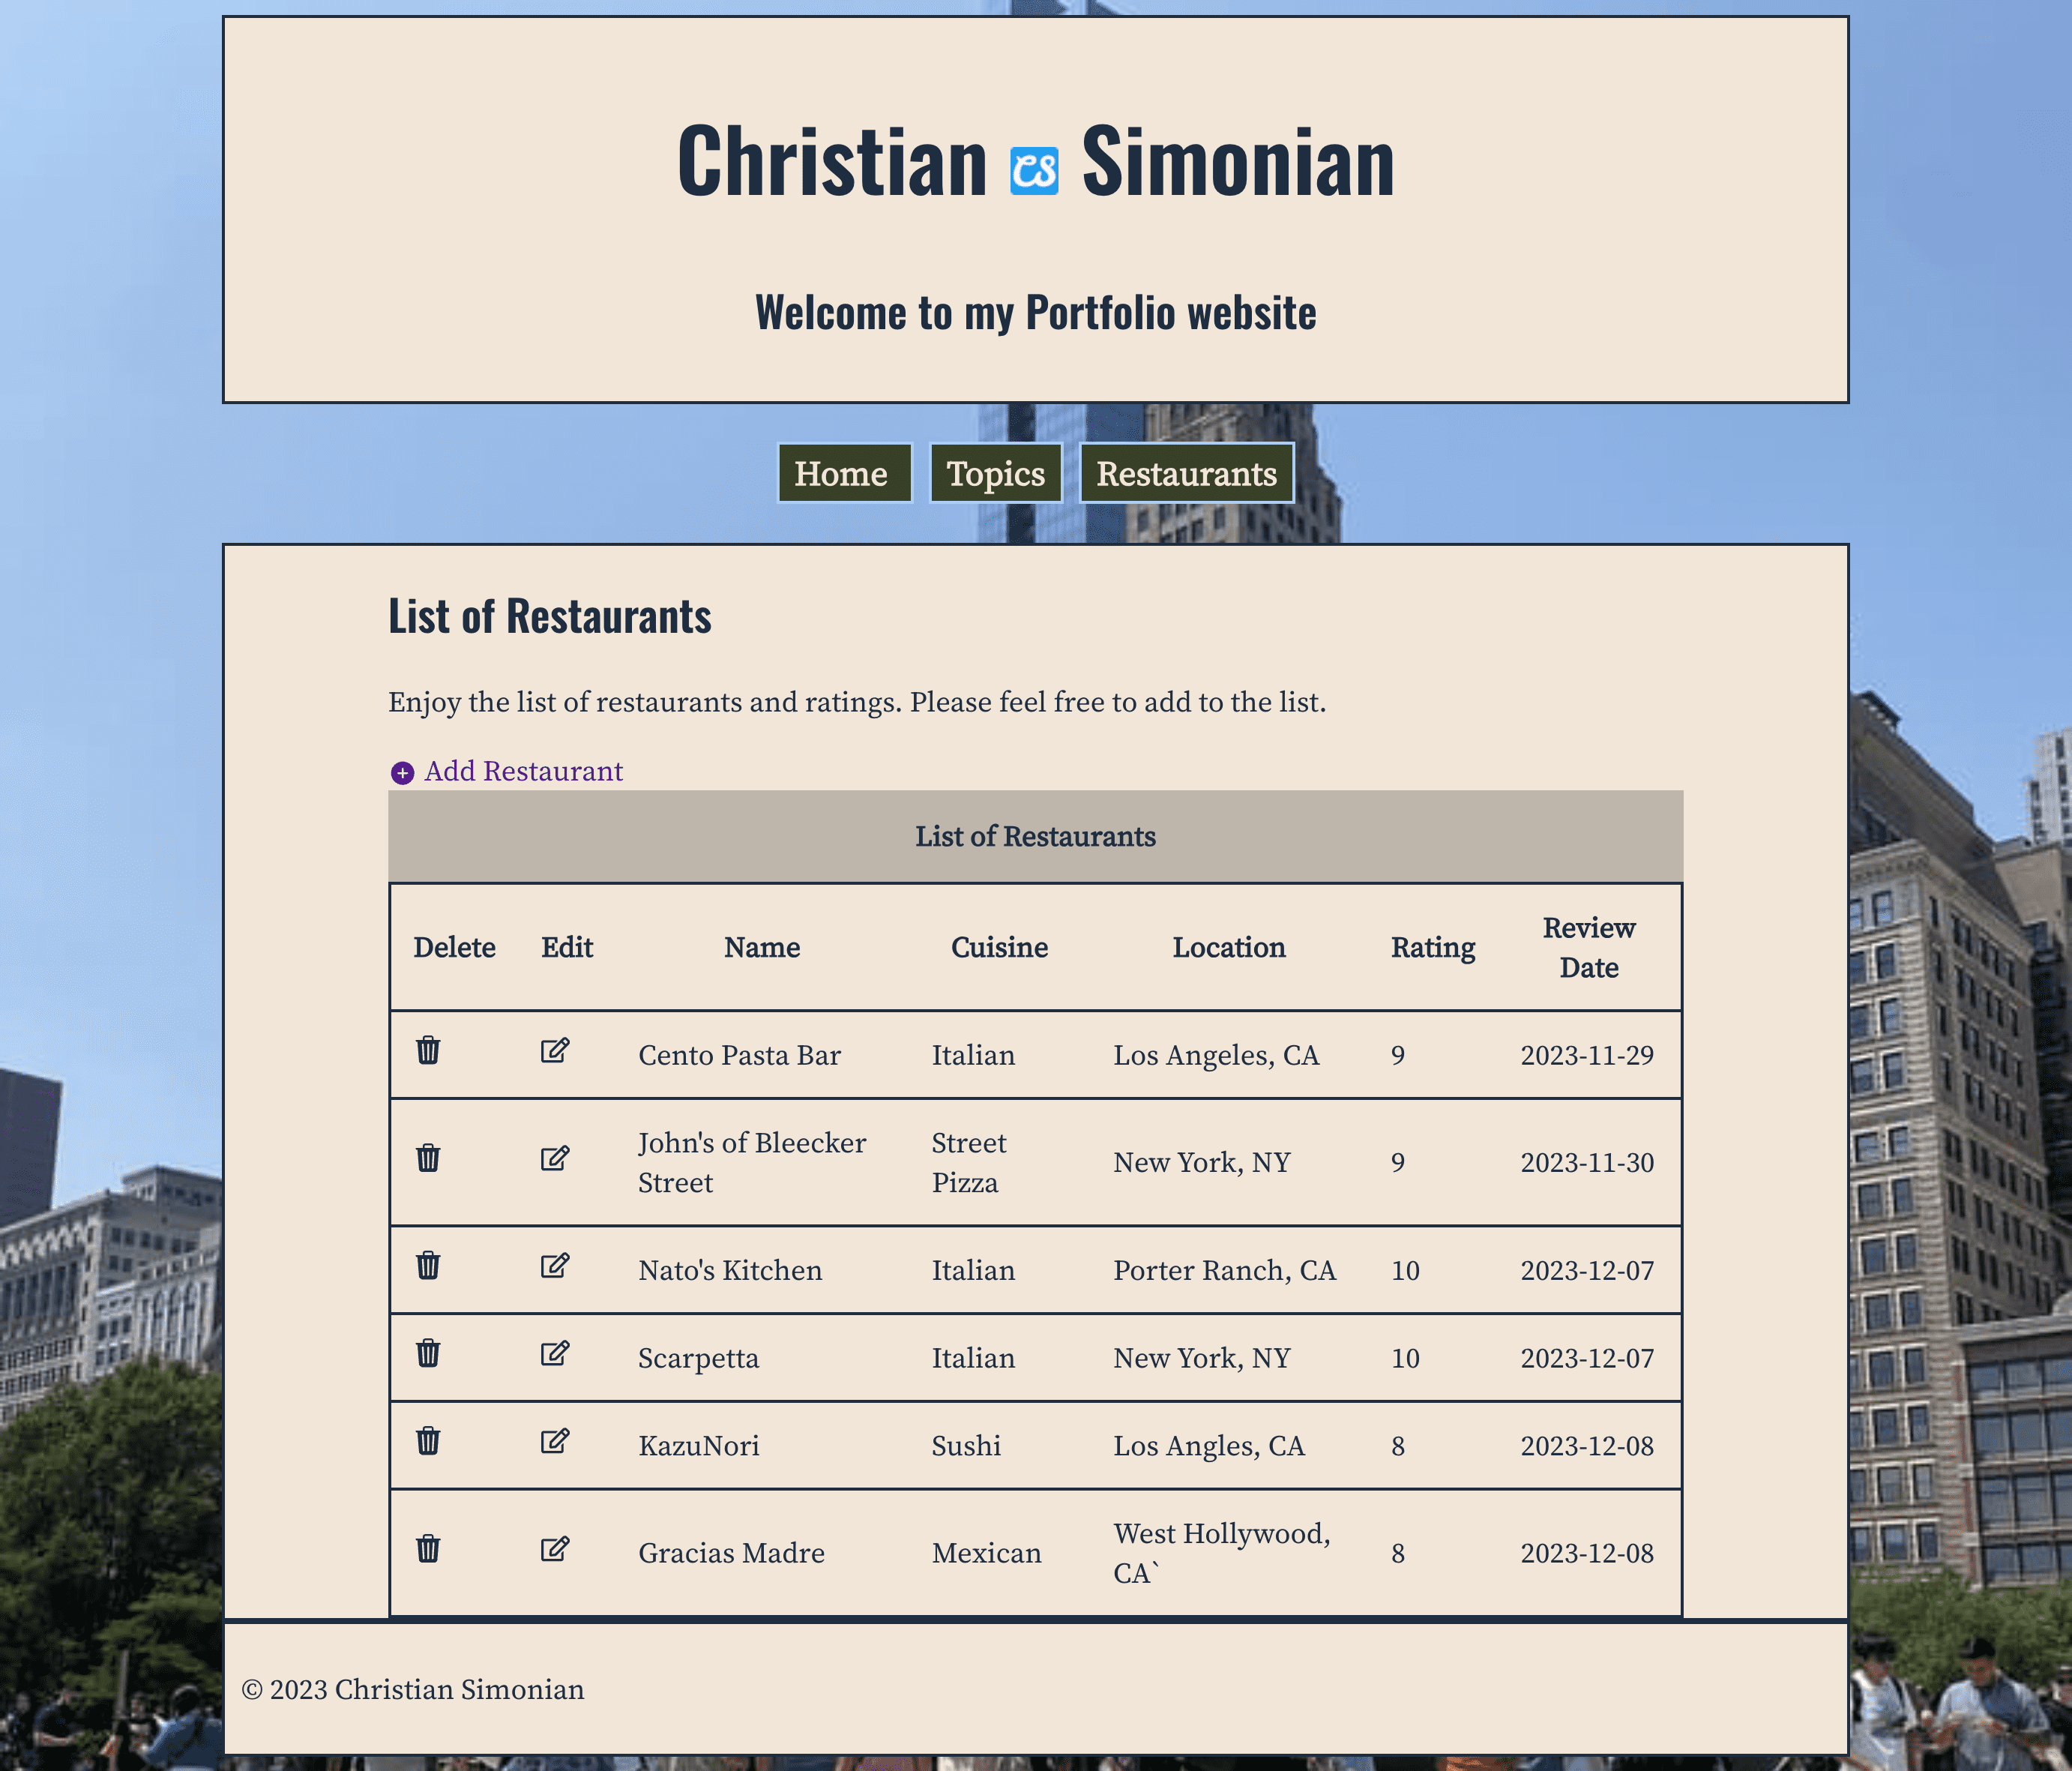 Christian CS Simonian
Welcome to my Portfolio website
Home Topics Restaurants
List of Restaurants
Enjoy the list of restaurants and ratings. Please feel free to add to the list.
Add Restaurant
List of Restaurants
Delete Edit Name Cuisine Location Rating Review
Date
Cento Pasta Bar Italian Los Angeles, CA 9 2023-11-29
John's of Bleecker Street New York, NY 9 2023-11-30
Street Pizza
Nato's Kitchen Italian Porter Ranch, CA 10 2023-12-07
Scarpetta Italian New York, NY 10 2023-12-07
KazuNori Sushi Los Angles, CA 8 2023-12-08
Gracias Madre Mexican West Hollywood, 8 2023-12-08
CA`
© 2023 Christian Simonian